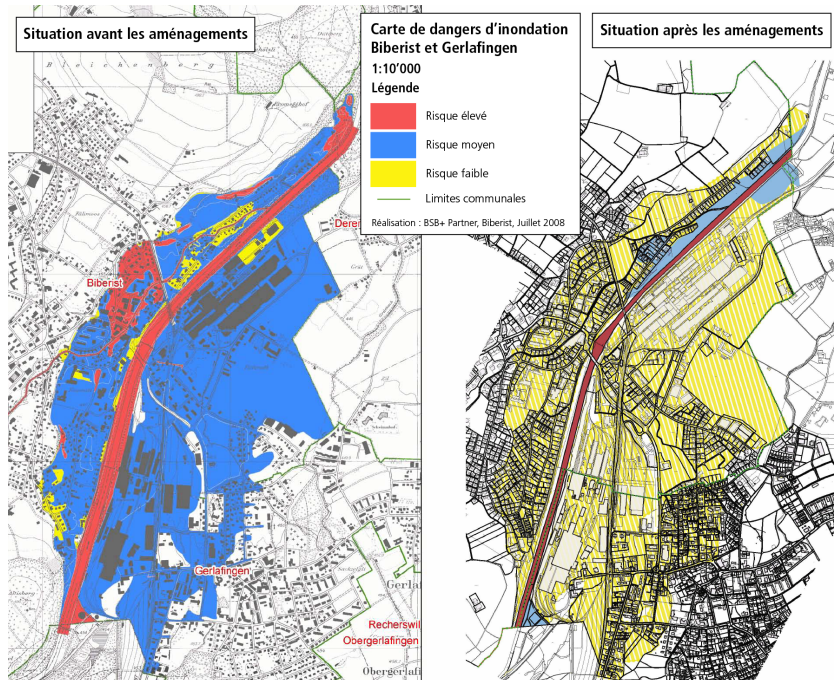 Situation avant les aménagements
Carte de dangers d'inondation
Biberist et Gerlafingen
1:10'000
Légende
Risque élevé
Risque moyen
Risque faible
Limites communales
Réalisation : BSB+ Partner, Biberist, Juillet 2008
Situation après les aménagements
Bleichenberg
Biberist
Gerlafingen
Recherswil
Obergerlafingen